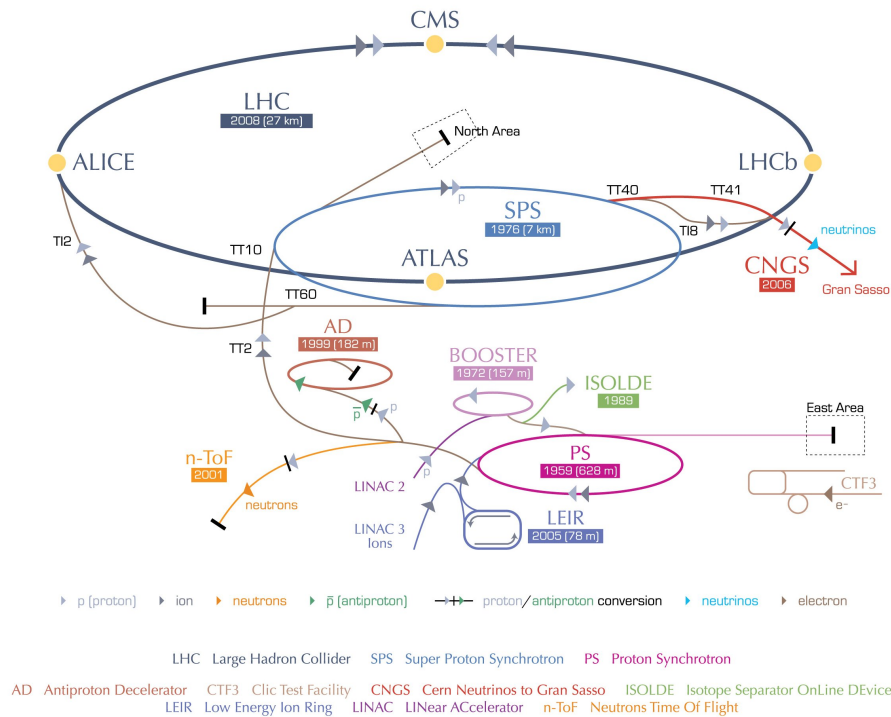 CMS
LHC
2008 (27 km)
North Area
ALICE
LHCb
TT40
TT41
p
SPS
1976 (7 km)
TI8
neutrinos
TI2
TT10
ATLAS
CNGS
2006
Gran Sasso
TT60
AD
1999 (182 m)
TT2
BOOSTER
1972 (157 m)
ISOLDE
1989
p̅
p
East Area
n-ToF
2001
PS
1959 (628 m)
p
LINAC 2
neutrons
CTF3
e–
LINAC 3
Ions
LEIR
2005 (78 m)
p (proton)
ion
neutrons
p̅ (antiproton)
proton/antiproton conversion
neutrinos
electron
LHC Large Hadron Collider SPS Super Proton Synchrotron PS Proton Synchrotron
AD Antiproton Decelerator CTF3 Clic Test Facility CNGS Cern Neutrinos to Gran Sasso ISOLDE Isotope Separator OnLine DEvice
LEIR Low Energy Ion Ring LINAC LINear ACcelerator n-ToF Neutrons Time Of Flight